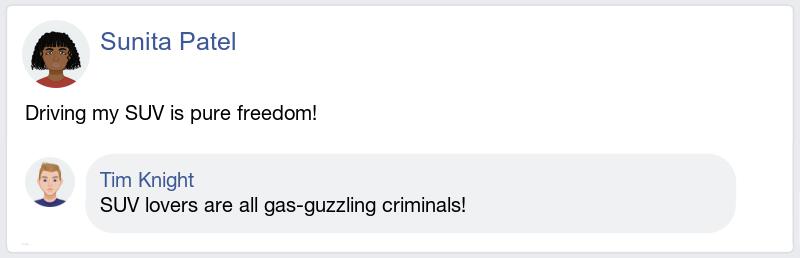 Sunita Patel
Driving my SUV is pure freedom!
Tim Knight
SUV lovers are all gas-guzzling criminals!